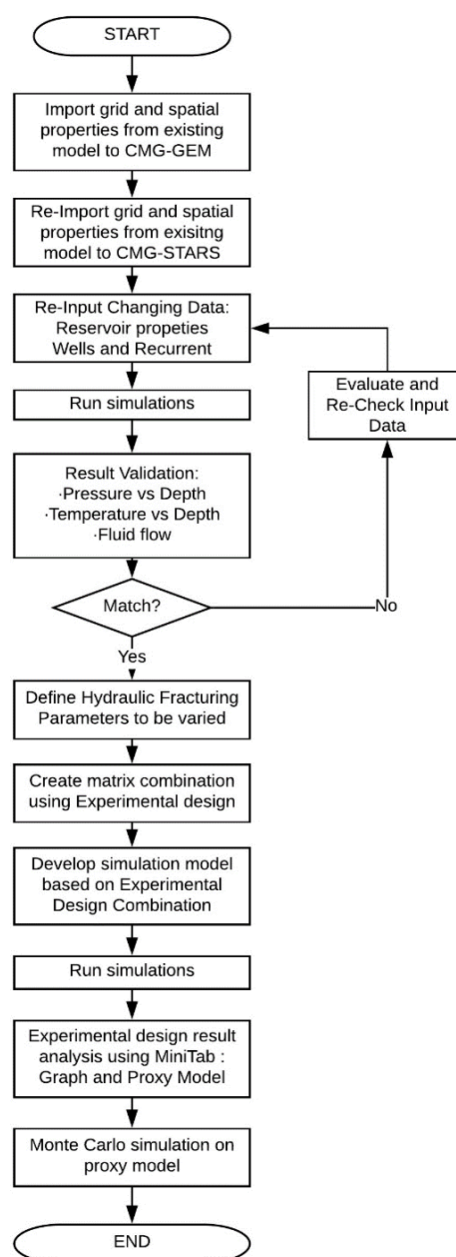 START
Import grid and spatial
properties from existing
model to CMG-GEM
Re-Import grid and spatial
properties from exisitng
model to CMG-STARS
Re-Input Changing Data:
Reservoir propeties
Wells and Recurrent
Evaluate and
Re-Check Input
Data
Run simulations
Result Validation:
·Pressure vs Depth
·Temperature vs Depth
·Fluid flow
Match?
No
Yes
Define Hydraulic Fracturing
Parameters to be varied
Create matrix combination
using Experimental design
Develop simulation model
based on Experimental
Design Combination
Run simulations
Experimental design result
analysis using MiniTab :
Graph and Proxy Model
Monte Carlo simulation on
proxy model
END